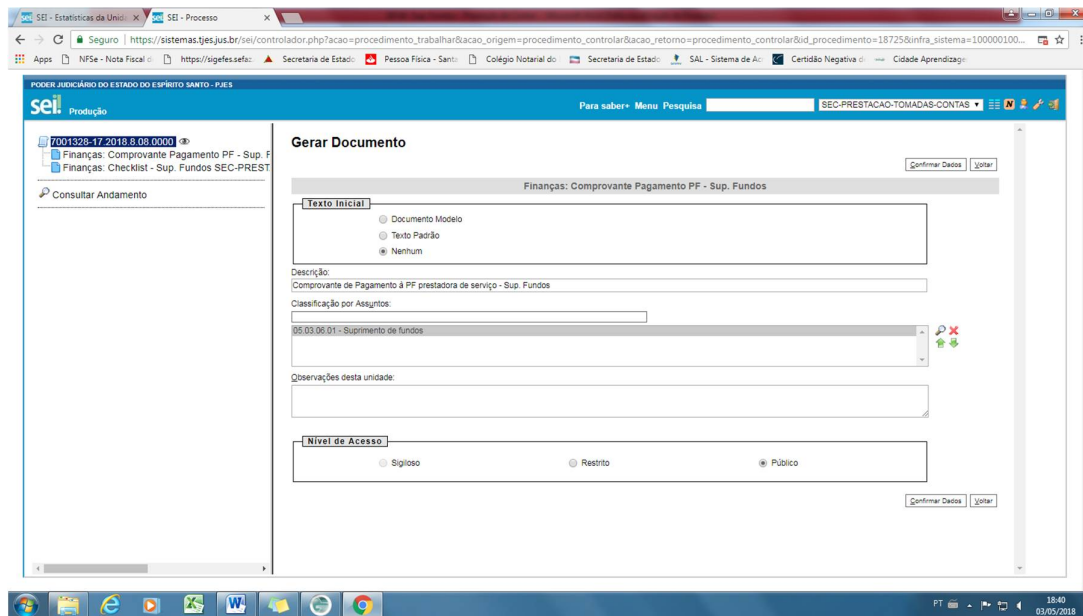 SEI - Estatísticas da Unida
SEI - Processo
Seguro | https://sistemas.tjes.jus.br/sei/controlador.php?acao=procedimento_trabalhar&acao_origem=procedimento_controlar&acao_retorno=procedimento_controlar&id_procedimento=18725&infra_sistema=100000100...
Apps NFSe - Nota Fiscal d https://sigefes.sefaz Secretaria de Estado Pessoa Física - Santa Colégio Notarial do Secretaria de Estado SAL - Sistema de Ac Certidão Negativa d Cidade Aprendizage
PODER JUDICIÁRIO DO ESTADO DO ESPÍRITO SANTO - PJES
sei! Produção
Para saber+ Menu Pesquisa
SEC-PRESTACAO-TOMADAS-CONTAS
7001328-17.2018.8.08.0000
Finanças: Comprovante Pagamento PF - Sup. F
Finanças: Checklist - Sup. Fundos SEC-PREST
Consultar Andamento
Gerar Documento
Confirmar Dados Voltar
Finanças: Comprovante Pagamento PF - Sup. Fundos
Texto Inicial
Documento Modelo
Texto Padrão
Nenhum
Descrição:
Comprovante de Pagamento á PF prestadora de serviço - Sup. Fundos
Classificação por Assuntos:
05.03.06.01 - Suprimento de fundos
Observações desta unidade:
Nível de Acesso
Sigiloso Restrito Público
Confirmar Dados Voltar
PT 18:40
03/05/2018